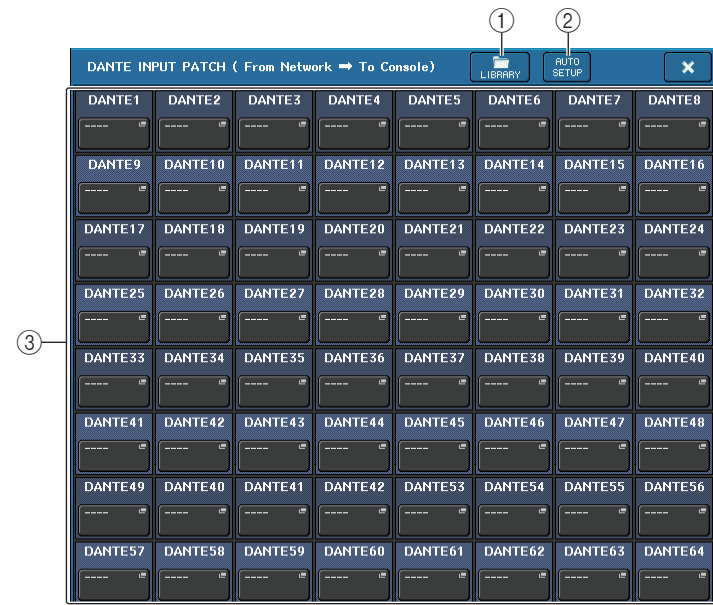 ① ②
DANTE INPUT PATCH ( From Network ➡ To Console) LIBRARY AUTO SETUP ×
DANTE1 DANTE2 DANTE3 DANTE4 DANTE5 DANTE6 DANTE7 DANTE8
---- ---- ---- ---- ---- ---- ---- ----
DANTE9 DANTE10 DANTE11 DANTE12 DANTE13 DANTE14 DANTE15 DANTE16
---- ---- ---- ---- ---- ---- ---- ----
DANTE17 DANTE18 DANTE19 DANTE20 DANTE21 DANTE22 DANTE23 DANTE24
---- ---- ---- ---- ---- ---- ---- ----
DANTE25 DANTE26 DANTE27 DANTE28 DANTE29 DANTE30 DANTE31 DANTE32
③ ---- ---- ---- ---- ---- ---- ---- ----
DANTE33 DANTE34 DANTE35 DANTE36 DANTE37 DANTE38 DANTE39 DANTE40
---- ---- ---- ---- ---- ---- ---- ----
DANTE41 DANTE42 DANTE43 DANTE44 DANTE45 DANTE46 DANTE47 DANTE48
---- ---- ---- ---- ---- ---- ---- ----
DANTE49 DANTE40 DANTE41 DANTE42 DANTE53 DANTE54 DANTE55 DANTE56
---- ---- ---- ---- ---- ---- ---- ----
DANTE57 DANTE58 DANTE59 DANTE60 DANTE61 DANTE62 DANTE63 DANTE64
---- ---- ---- ---- ---- ---- ---- ----